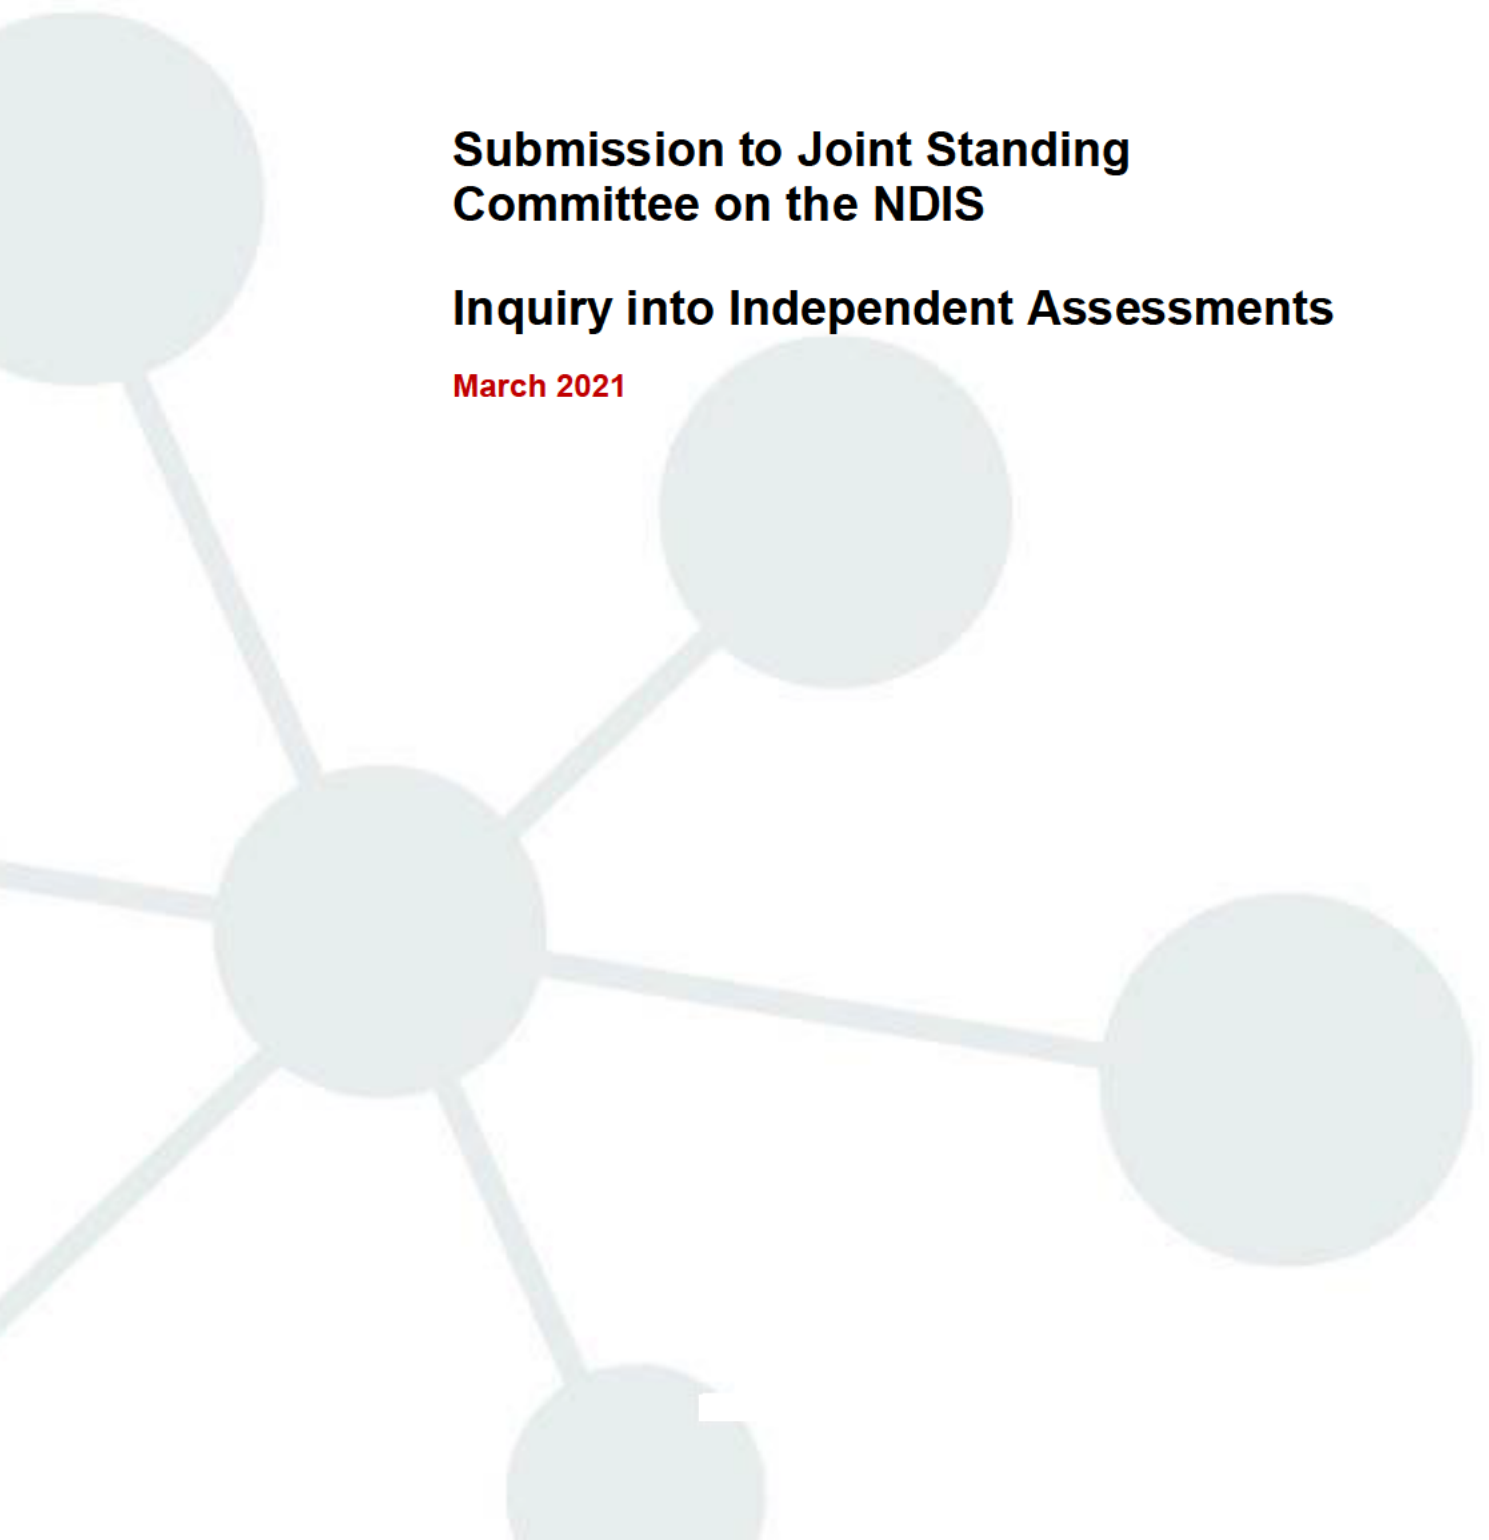 Submission to Joint Standing
Committee on the NDIS
Inquiry into Independent Assessments
March 2021